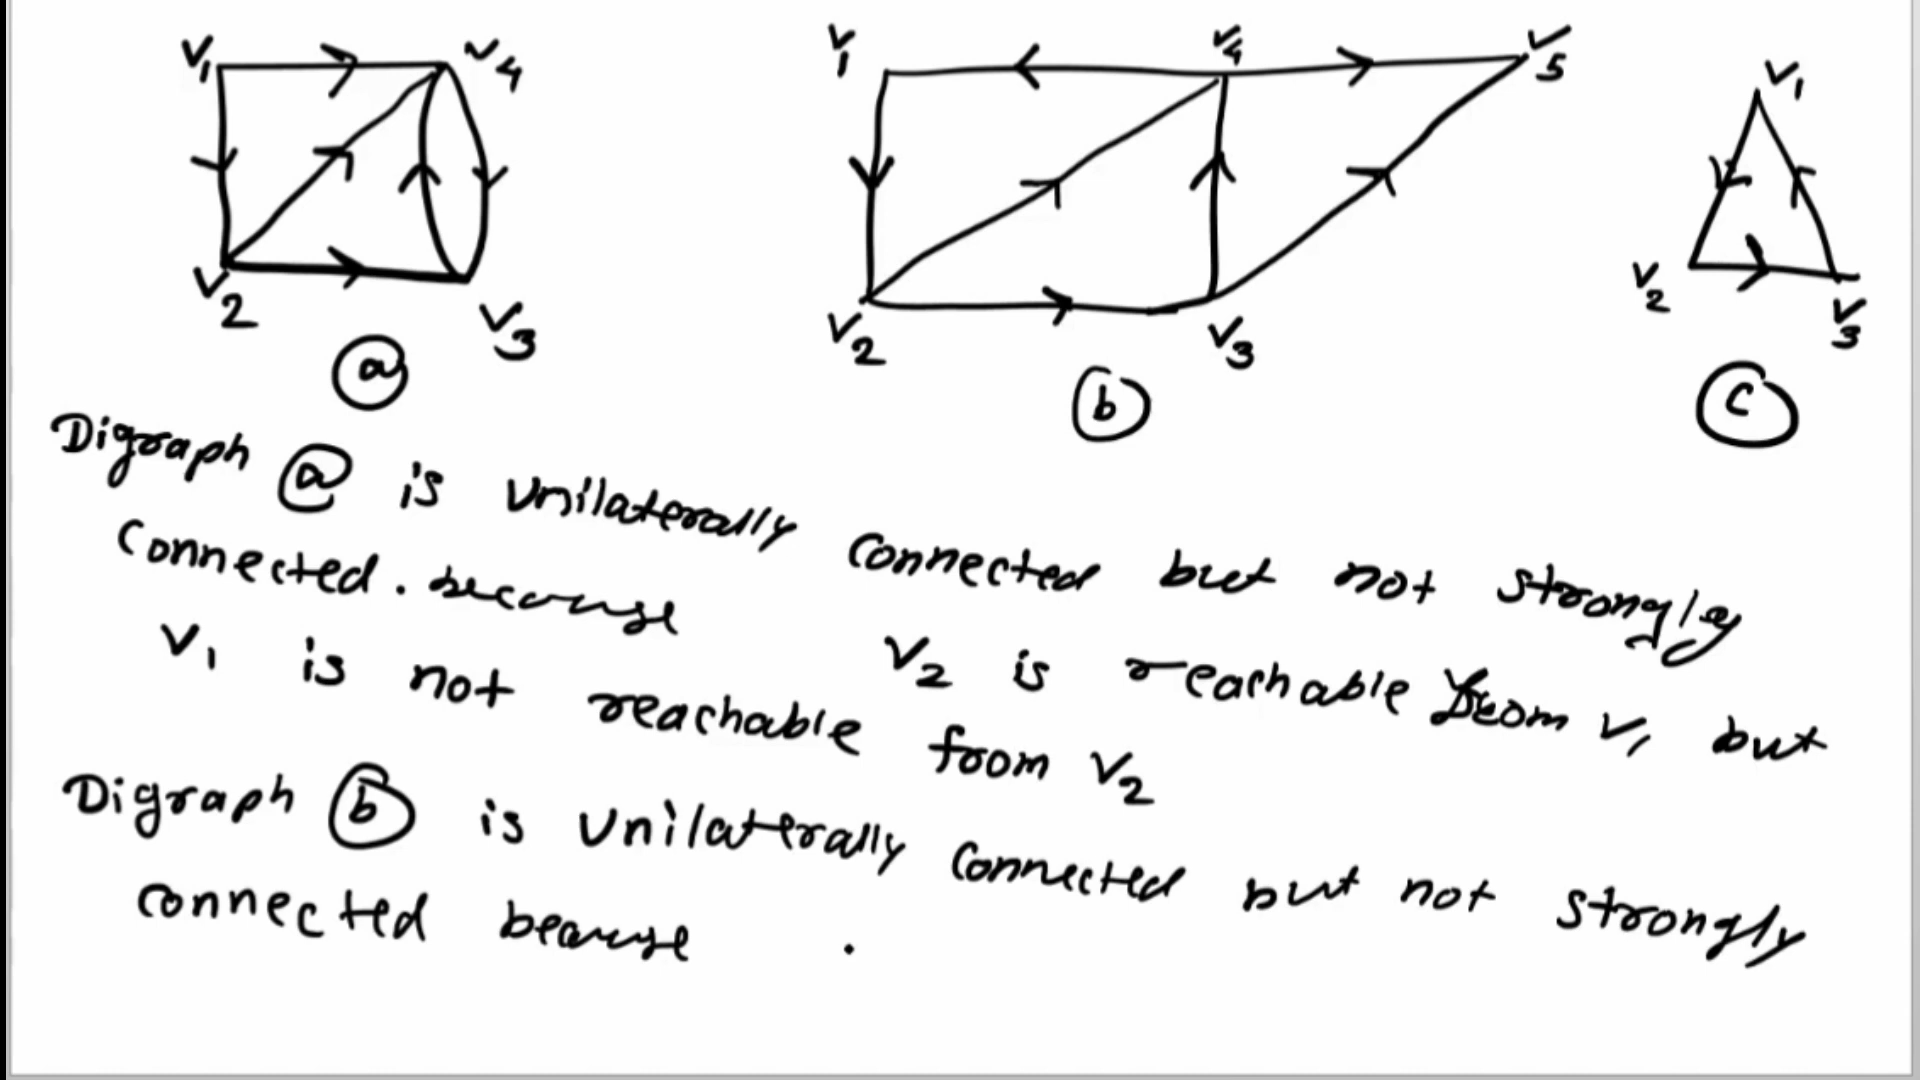 V1 V4 V1 V4 V5 V1
V2 V3 V2 V3 V2 V3
a b c
Digraph a is Unilaterally Connected but not strongly
Connected. because V2 is reachable from V1 but
V1 is not reachable from V2
Digraph b is Unilaterally Connected but not strongly
connected because .